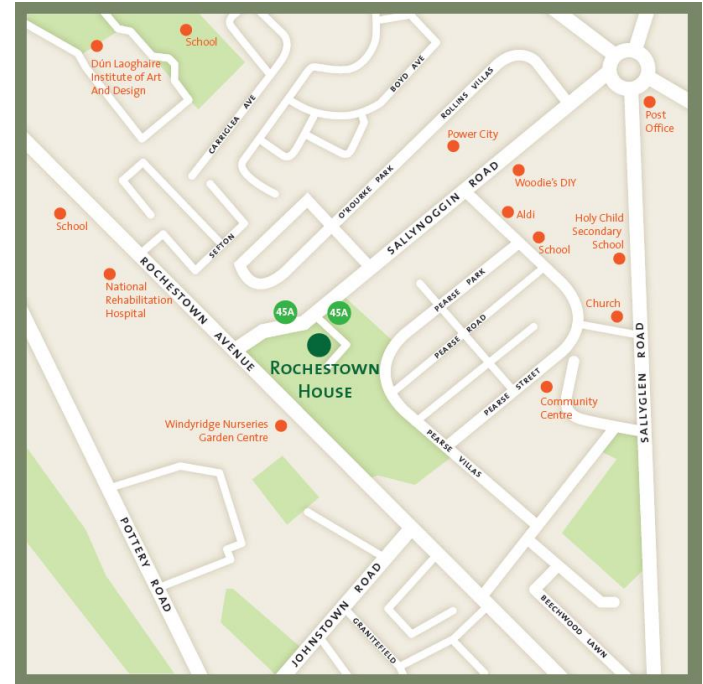 School
Dún Laoghaire
Institute of Art
And Design
CARRIGLEA AVE
BOYD AVE
ROLLINS VILLAS
Post
Office
Power City
O'ROURKE PARK
SALLYNOGGIN ROAD
Woodie's DIY
Aldi
School
Holy Child
Secondary
School
School
SEFTON
National
Rehabilitation
Hospital
ROCHESTOWN AVENUE
45A
45A
PEARSE PARK
PEARSE ROAD
Church
ROCHESTOWN
HOUSE
PEARSE STREET
SALLYGLEN ROAD
Community
Centre
Windyridge Nurseries
Garden Centre
PEARSE VILLAS
POTTERY ROAD
JOHNSTOWN ROAD
GRANITEFIELD
BEECHWOOD LAWN